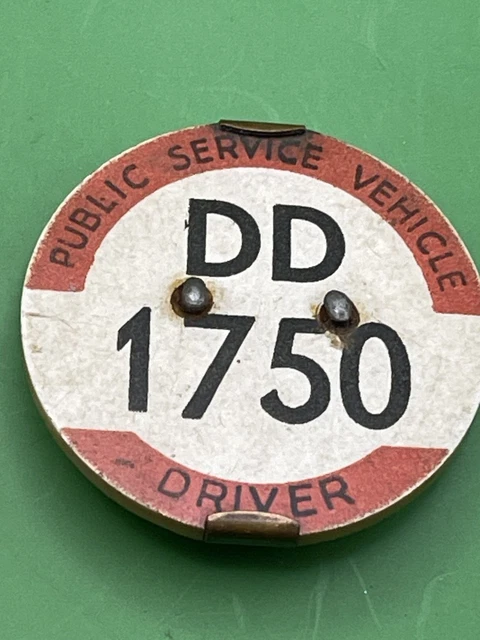 PUBLIC SERVICE VEHICLE
DD
1750
DRIVER